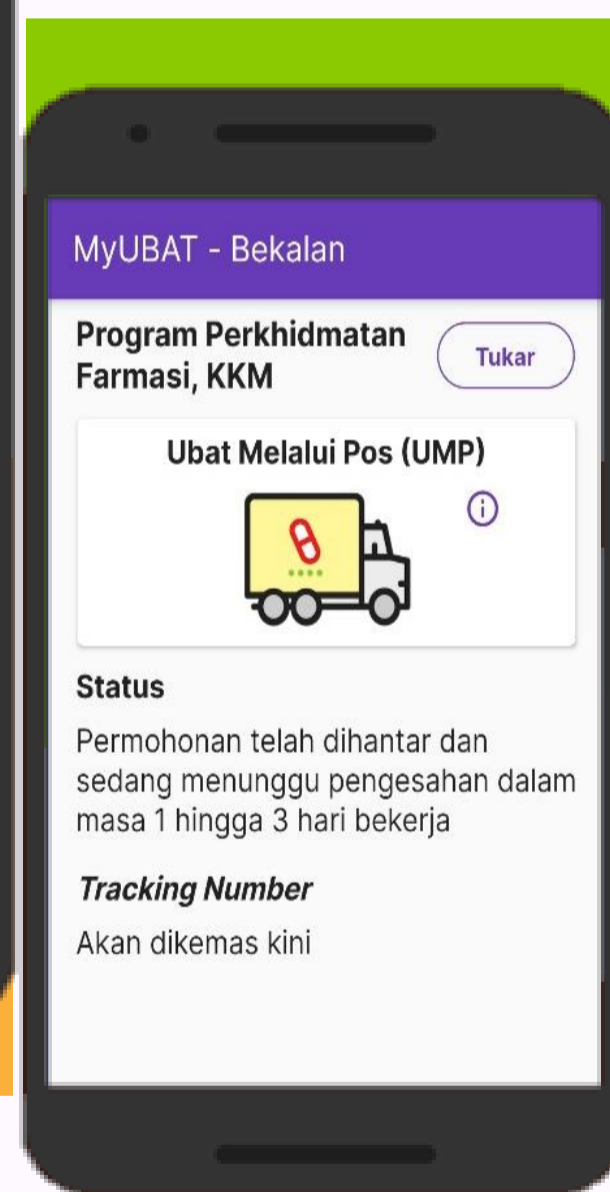 MyUBAT - Bekalan
Program Perkhidmatan
Farmasi, KKM
Tukar
Ubat Melalui Pos (UMP)
Status
Permohonan telah dihantar dan
sedang menunggu pengesahan dalam
masa 1 hingga 3 hari bekerja
Tracking Number
Akan dikemas kini